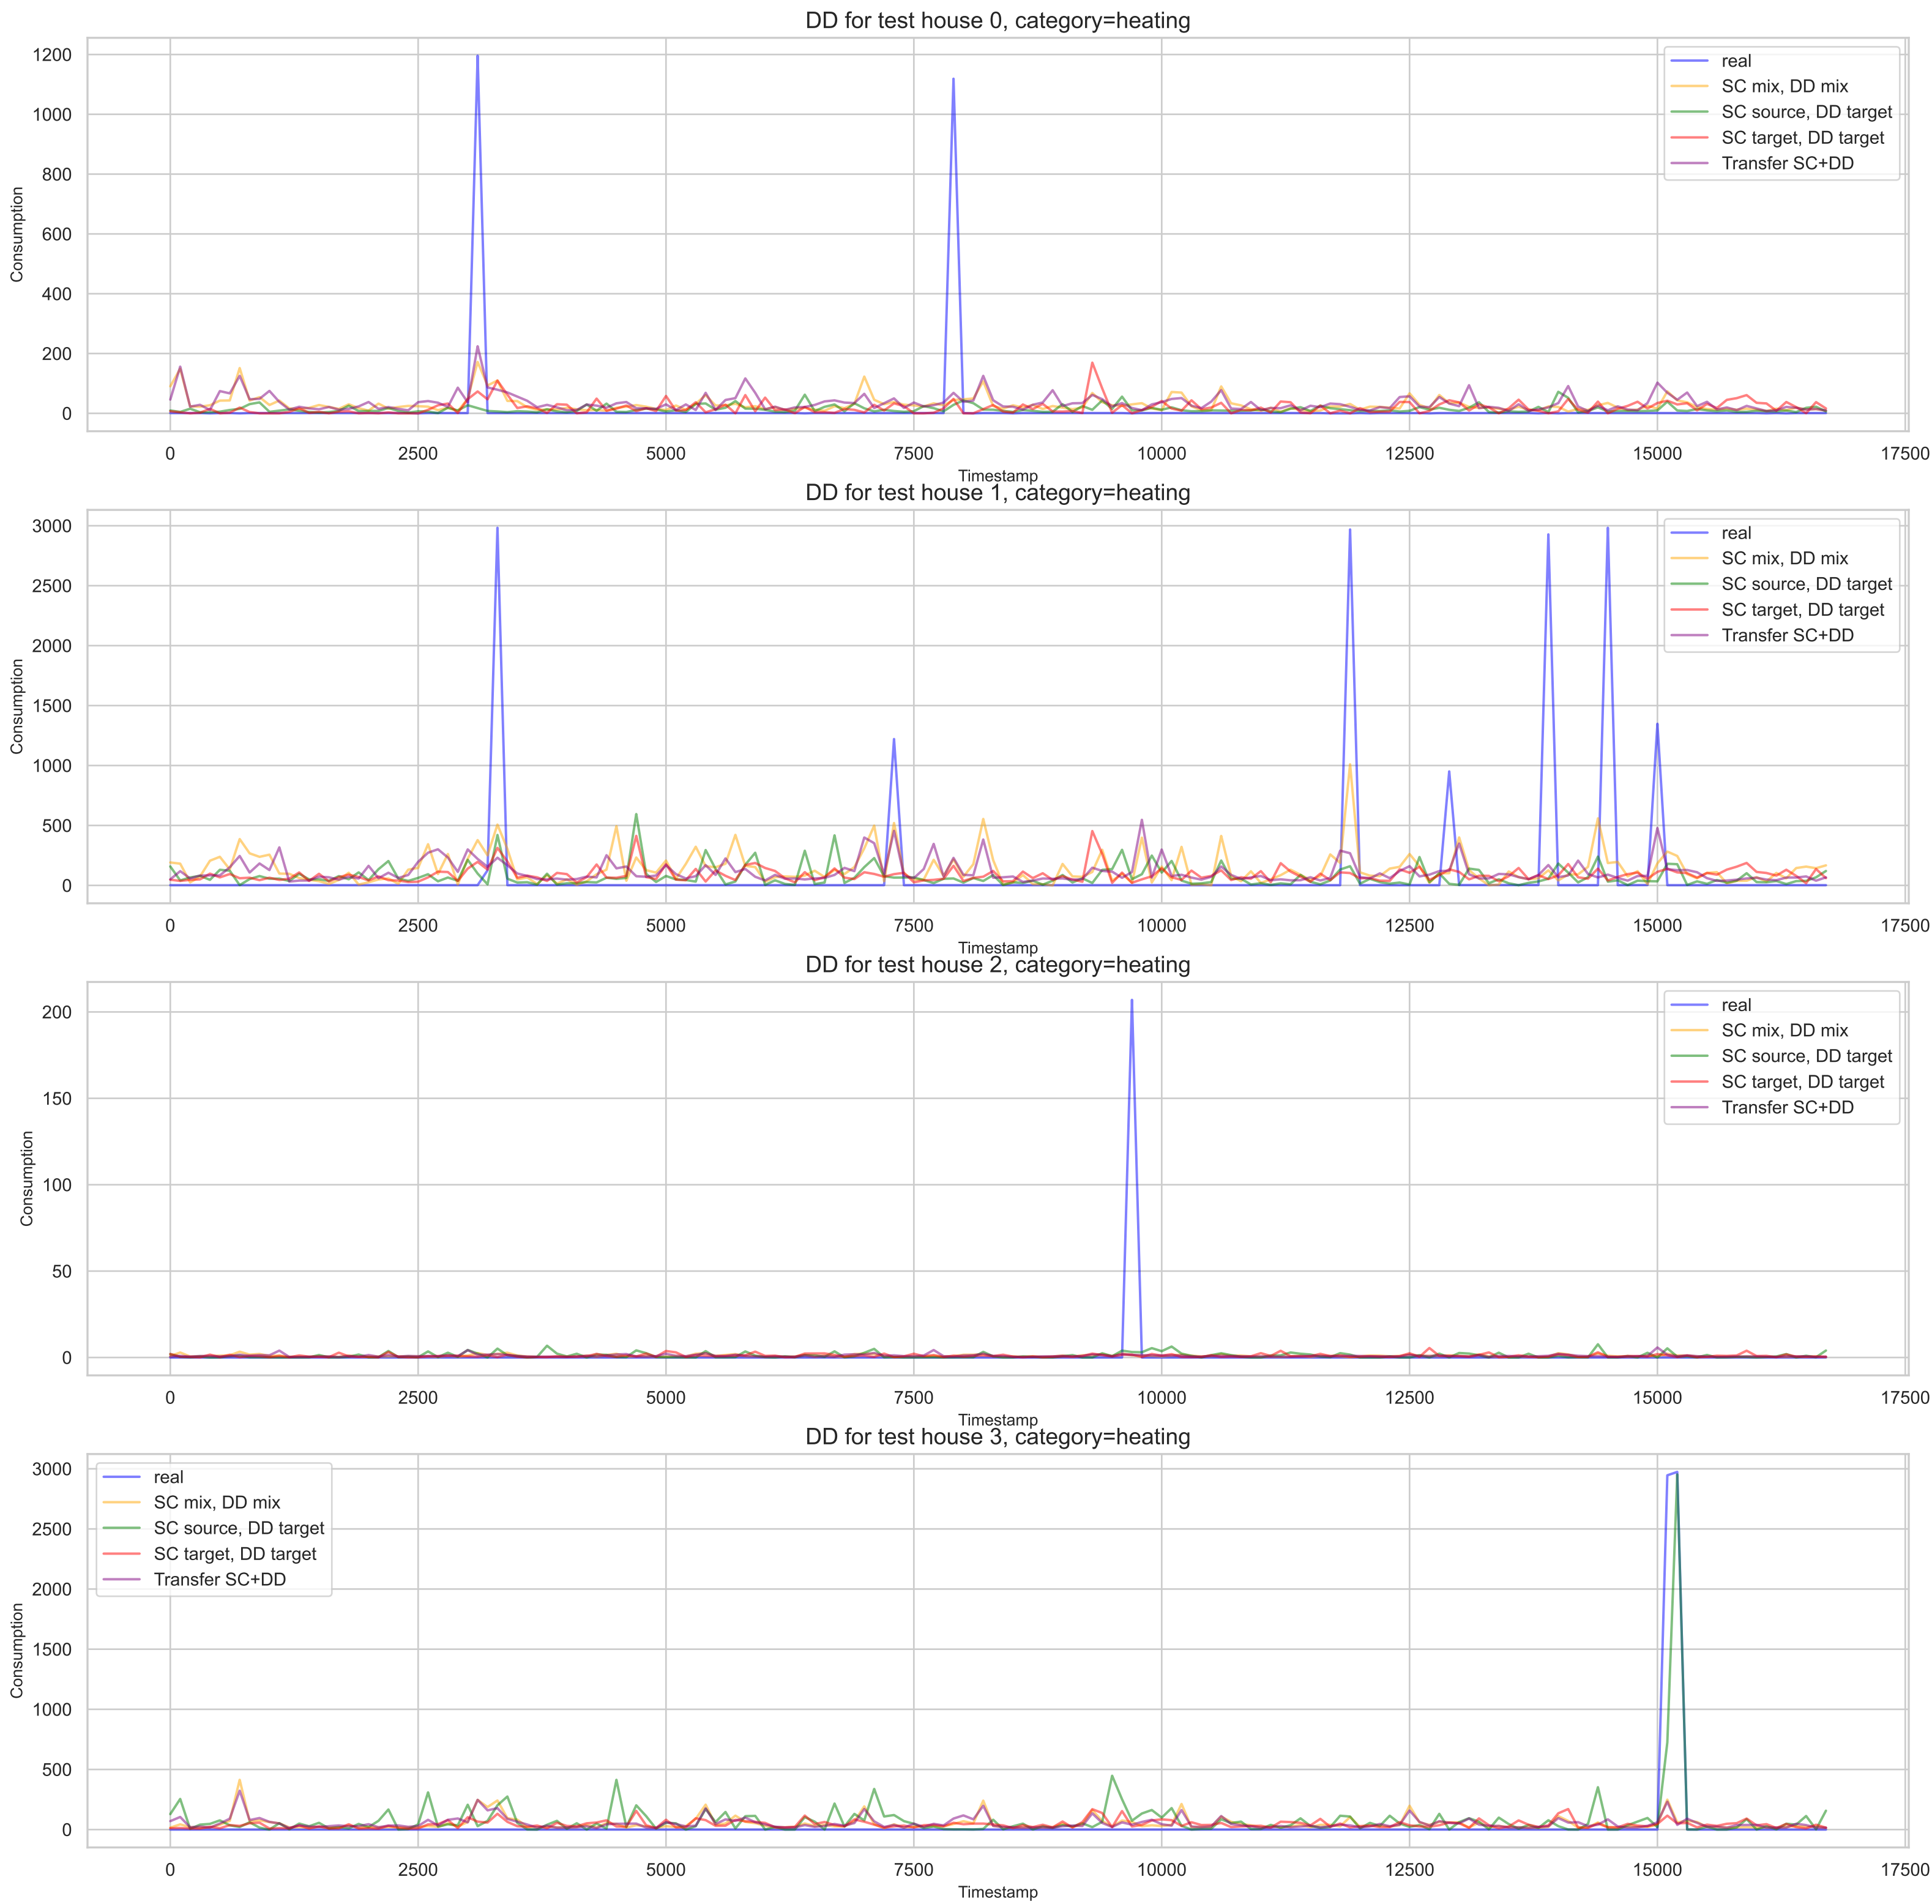 DD for test house 0, category=heating
1200
1000
800
600
400
200
0
Consumption
real
SC mix, DD mix
SC source, DD target
SC target, DD target
Transfer SC+DD
0 2500 5000 7500 10000 12500 15000 17500
Timestamp
DD for test house 1, category=heating
3000
2500
2000
1500
1000
500
0
Consumption
real
SC mix, DD mix
SC source, DD target
SC target, DD target
Transfer SC+DD
0 2500 5000 7500 10000 12500 15000 17500
Timestamp
DD for test house 2, category=heating
200
150
100
50
0
Consumption
real
SC mix, DD mix
SC source, DD target
SC target, DD target
Transfer SC+DD
0 2500 5000 7500 10000 12500 15000 17500
Timestamp
DD for test house 3, category=heating
3000
2500
2000
1500
1000
500
0
Consumption
real
SC mix, DD mix
SC source, DD target
SC target, DD target
Transfer SC+DD
0 2500 5000 7500 10000 12500 15000 17500
Timestamp